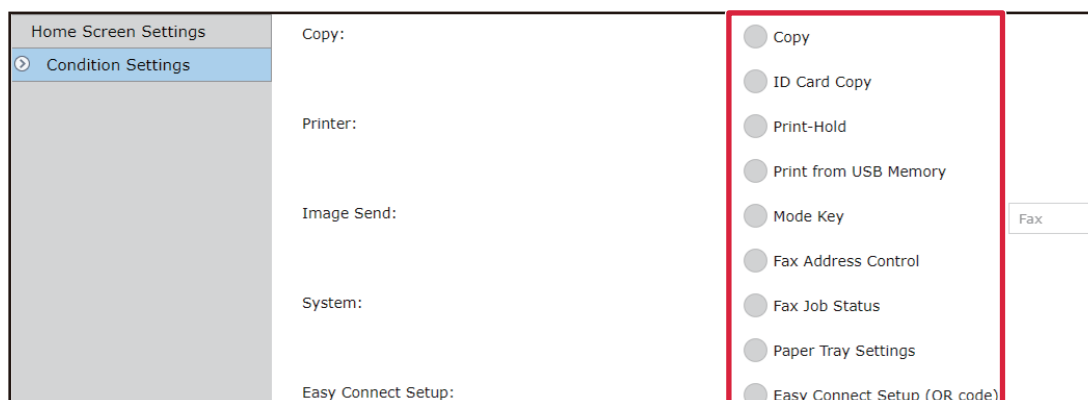 Home Screen Settings
Condition Settings
Copy:
Copy
ID Card Copy
Printer:
Print-Hold
Print from USB Memory
Image Send:
Mode Key
Fax
Fax Address Control
System:
Fax Job Status
Paper Tray Settings
Easy Connect Setup:
Easy Connect Setup (QR code)